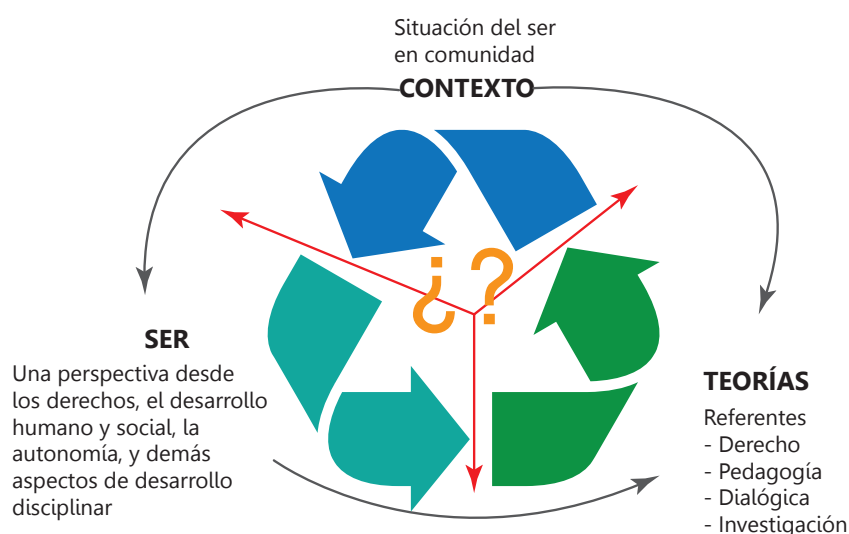 Situación del ser
en comunidad
CONTEXTO
¿?
SER
Una perspectiva desde
los derechos, el desarrollo
humano y social, la
autonomía, y demás
aspectos de desarrollo
disciplinar
TEORÍAS
Referentes
- Derecho
- Pedagogía
- Dialógica
- Investigación